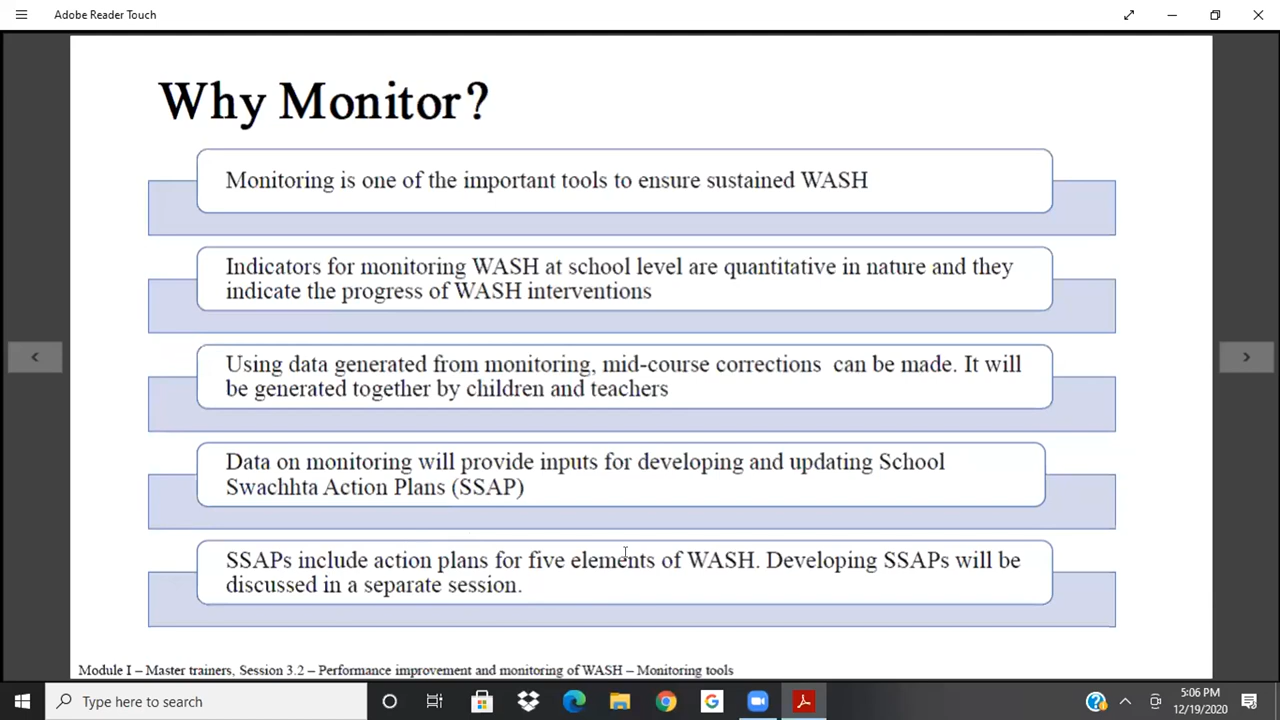 Adobe Reader Touch
Why Monitor?
Monitoring is one of the important tools to ensure sustained WASH
Indicators for monitoring WASH at school level are quantitative in nature and they
indicate the progress of WASH interventions
Using data generated from monitoring, mid-course corrections  can be made. It will
be generated together by children and teachers
Data on monitoring will provide inputs for developing and updating School
Swachhta Action Plans (SSAP)
SSAPs include action plans for five elements of WASH. Developing SSAPs will be
discussed in a separate session.
Module I – Master trainers, Session 3.2 – Performance improvement and monitoring of WASH – Monitoring tools
Type here to search
5:06 PM
12/19/2020